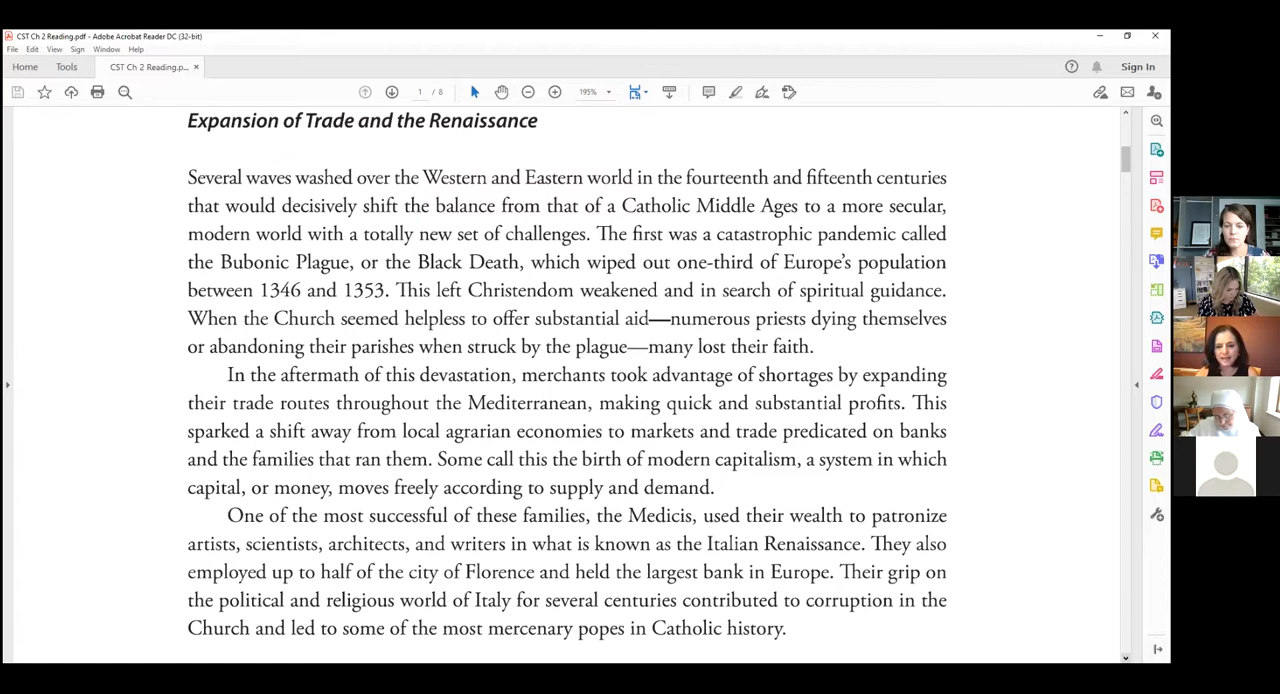 CST Ch 2 Reading.pdf - Adobe Acrobat Reader DC (32-bit)
File Edit View Sign Window Help
Home Tools CST Ch 2 Reading.p... × Sign In
1 / 8 195%
Expansion of Trade and the Renaissance
Several waves washed over the Western and Eastern world in the fourteenth and fifteenth centuries
that would decisively shift the balance from that of a Catholic Middle Ages to a more secular,
modern world with a totally new set of challenges. The first was a catastrophic pandemic called
the Bubonic Plague, or the Black Death, which wiped out one-third of Europe’s population
between 1346 and 1353. This left Christendom weakened and in search of spiritual guidance.
When the Church seemed helpless to offer substantial aid—numerous priests dying themselves
or abandoning their parishes when struck by the plague—many lost their faith.
In the aftermath of this devastation, merchants took advantage of shortages by expanding
their trade routes throughout the Mediterranean, making quick and substantial profits. This
sparked a shift away from local agrarian economies to markets and trade predicated on banks
and the families that ran them. Some call this the birth of modern capitalism, a system in which
capital, or money, moves freely according to supply and demand.
One of the most successful of these families, the Medicis, used their wealth to patronize
artists, scientists, architects, and writers in what is known as the Italian Renaissance. They also
employed up to half of the city of Florence and held the largest bank in Europe. Their grip on
the political and religious world of Italy for several centuries contributed to corruption in the
Church and led to some of the most mercenary popes in Catholic history.